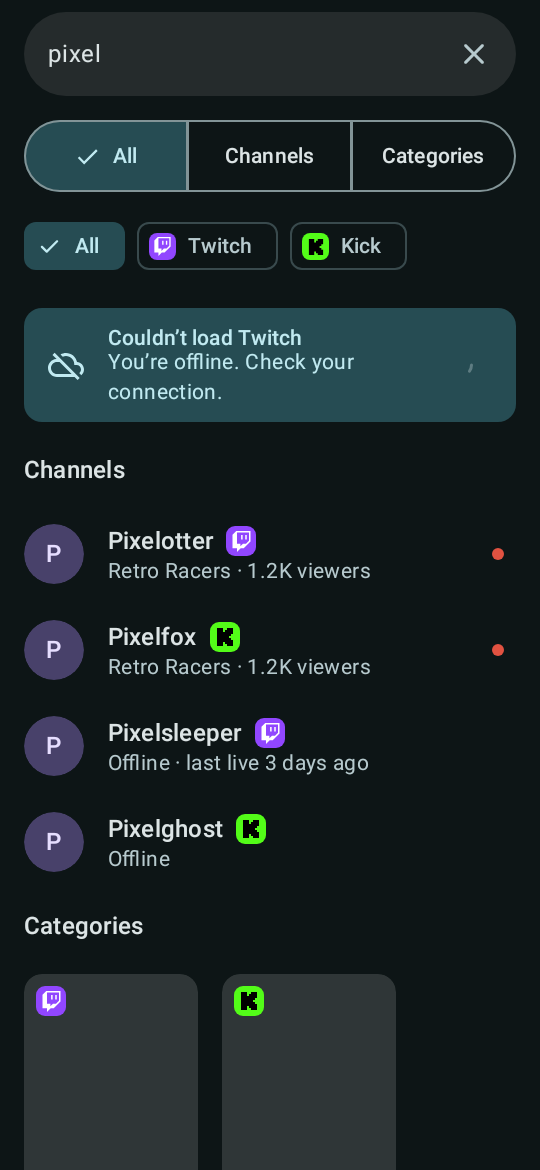 pixel
All
Channels
Categories
All
Twitch
Kick
Couldn’t load Twitch
You’re offline. Check your
connection.
Channels
P
Pixelotter
Retro Racers · 1.2K viewers
P
Pixelfox
Retro Racers · 1.2K viewers
P
Pixelsleeper
Offline · last live 3 days ago
P
Pixelghost
Offline
Categories